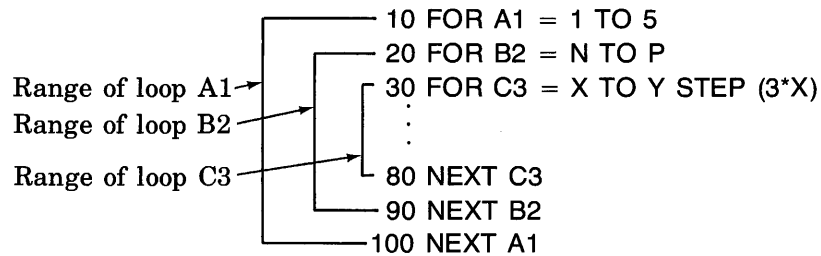 10 FOR A1 = 1 TO 5
20 FOR B2 = N TO P
Range of loop A1 30 FOR C3 = X TO Y STEP (3*X)
Range of loop B2
Range of loop C3 80 NEXT C3
90 NEXT B2
100 NEXT A1